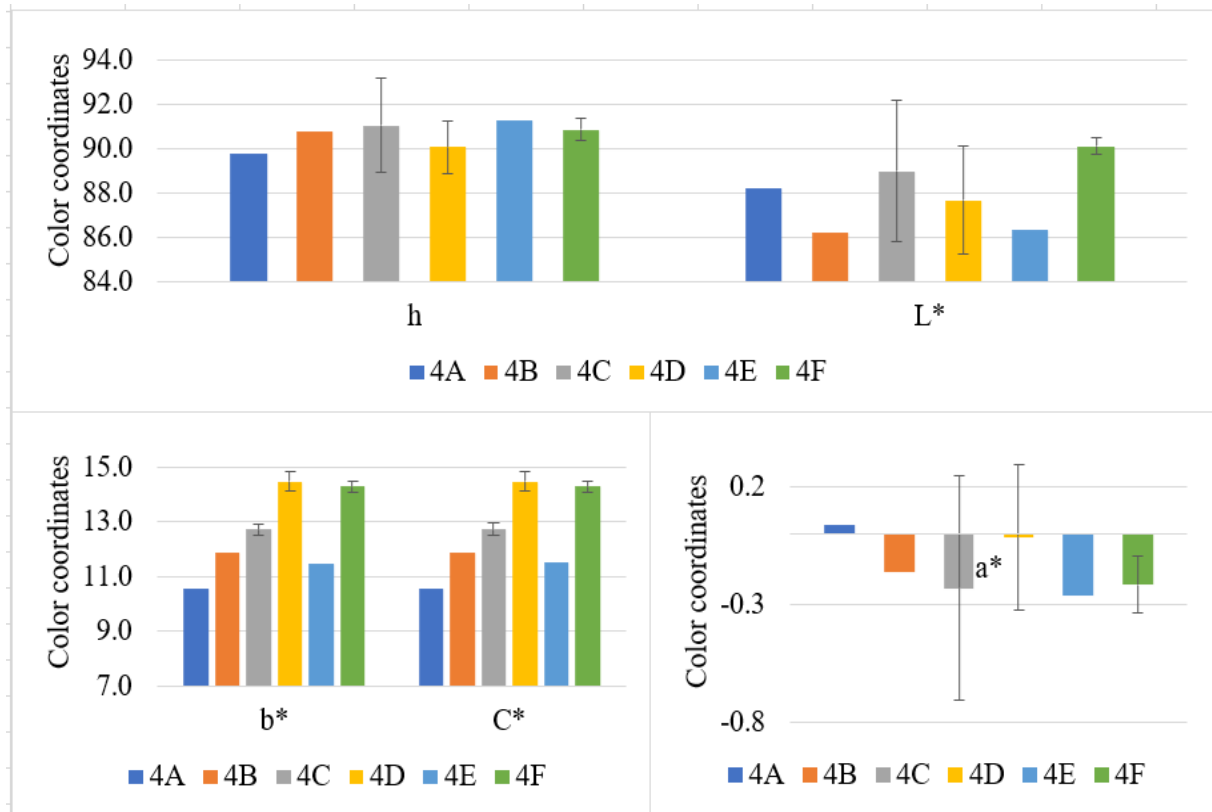 Color coordinates
94.0
92.0
90.0
88.0
86.0
84.0
h L*
4A 4B 4C 4D 4E 4F
Color coordinates
15.0
13.0
11.0
9.0
7.0
b* C*
4A 4B 4C 4D 4E 4F
Color coordinates
0.2
-0.3
-0.8
a*
4A 4B 4C 4D 4E 4F